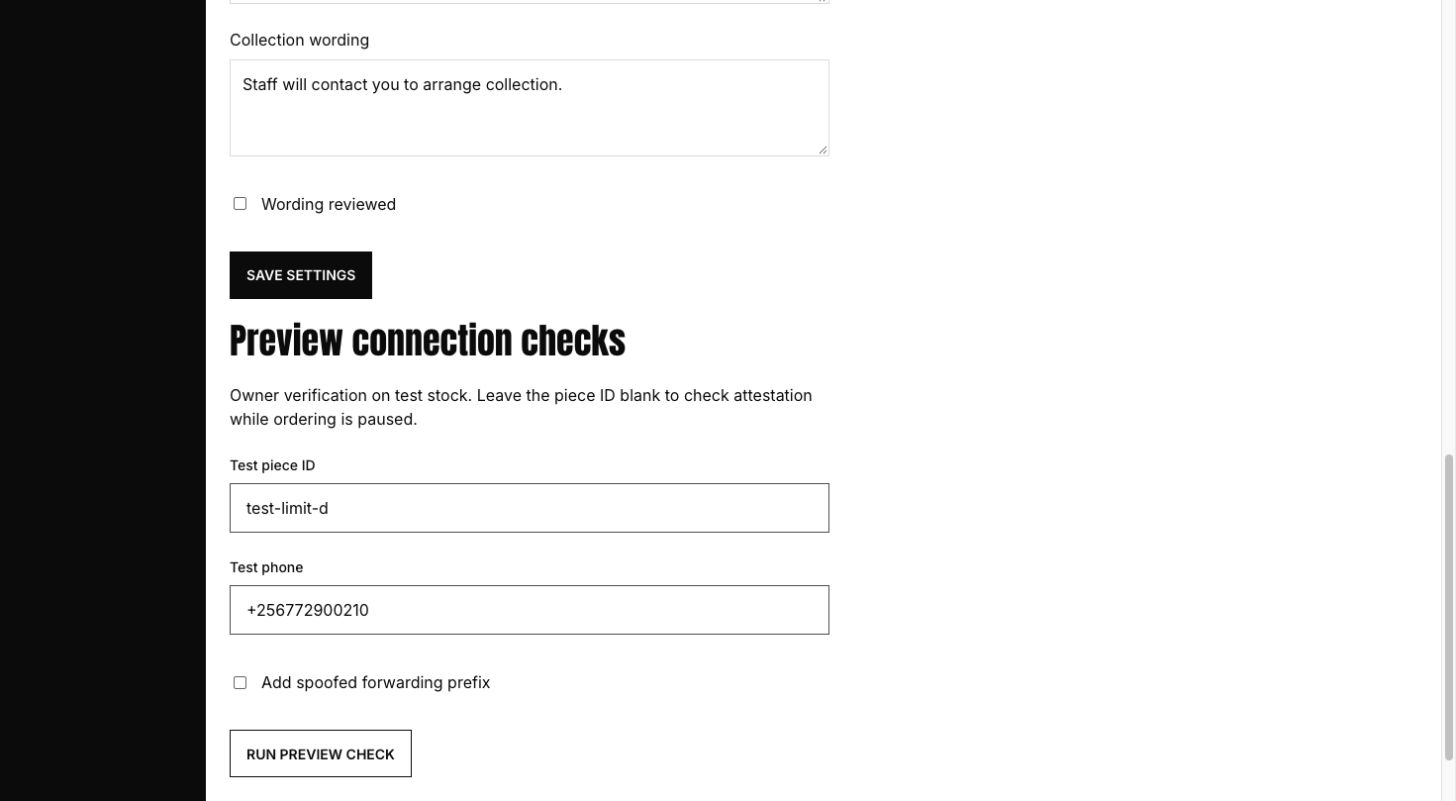 Collection wording
Staff will contact you to arrange collection.
Wording reviewed
SAVE SETTINGS
Preview connection checks
Owner verification on test stock. Leave the piece ID blank to check attestation
while ordering is paused.
Test piece ID
test-limit-d
Test phone
+256772900210
Add spoofed forwarding prefix
RUN PREVIEW CHECK